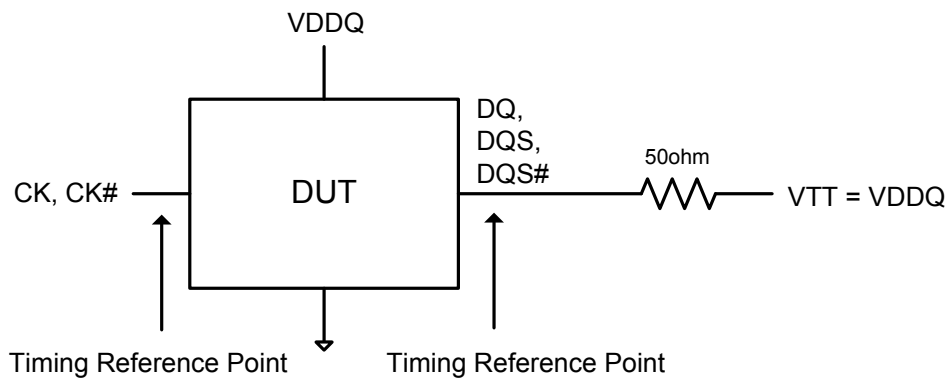 VDDQ
DQ,
DQS,
DQS#
50ohm
CK, CK#
DUT
VTT = VDDQ
Timing Reference Point
Timing Reference Point